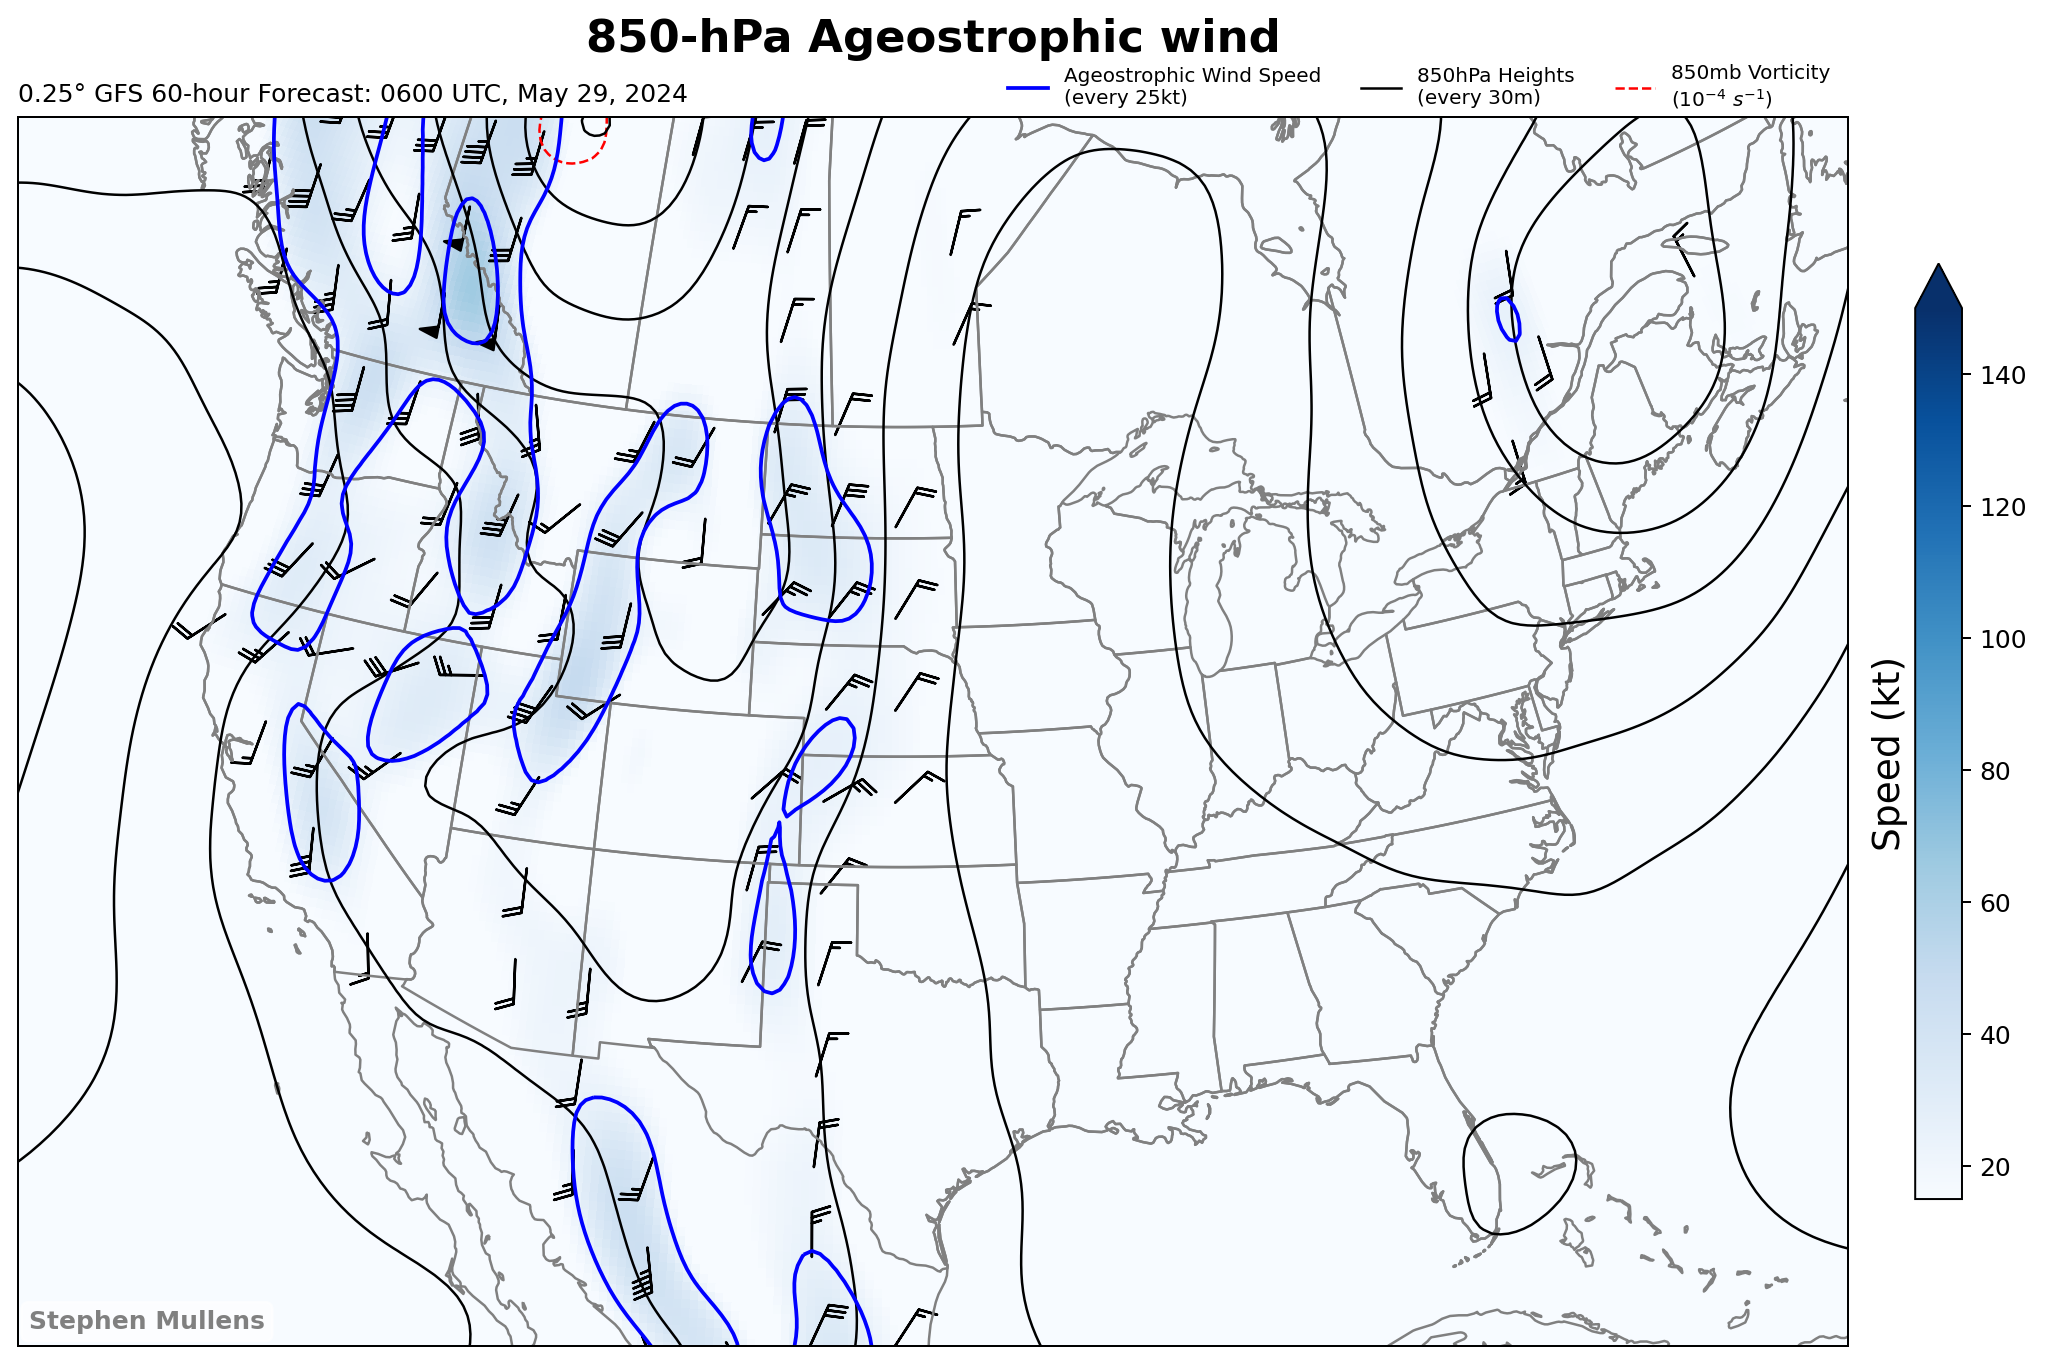 850-hPa Ageostrophic wind
0.25° GFS 60-hour Forecast: 0600 UTC, May 29, 2024
Ageostrophic Wind Speed
(every 25kt)
850hPa Heights
(every 30m)
850mb Vorticity
(10⁻⁴ s⁻¹)
140
120
100
80
60
40
20
Speed (kt)
Stephen Mullens